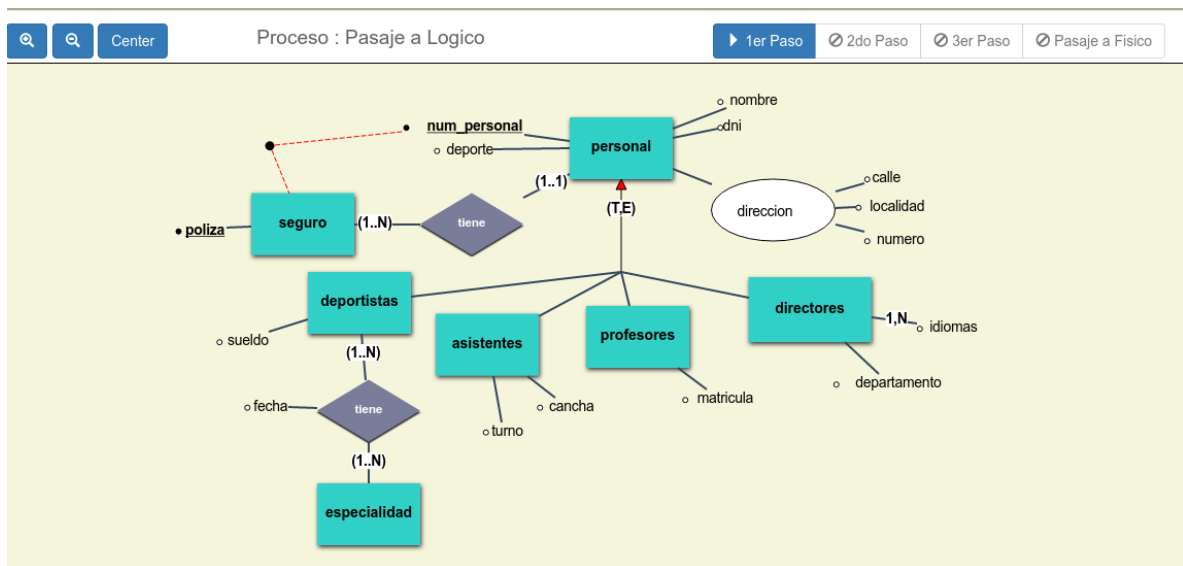 Center
Proceso : Pasaje a Logico
1er Paso
2do Paso
3er Paso
Pasaje a Fisico
nombre
num_personal
dni
deporte
personal
calle
(1..1)
localidad
(T,E)
direccion
poliza
seguro
(1..N)
tiene
numero
deportistas
directores
1,N
idiomas
asistentes
profesores
sueldo
(1..N)
departamento
matricula
cancha
fecha
tiene
turno
(1..N)
especialidad